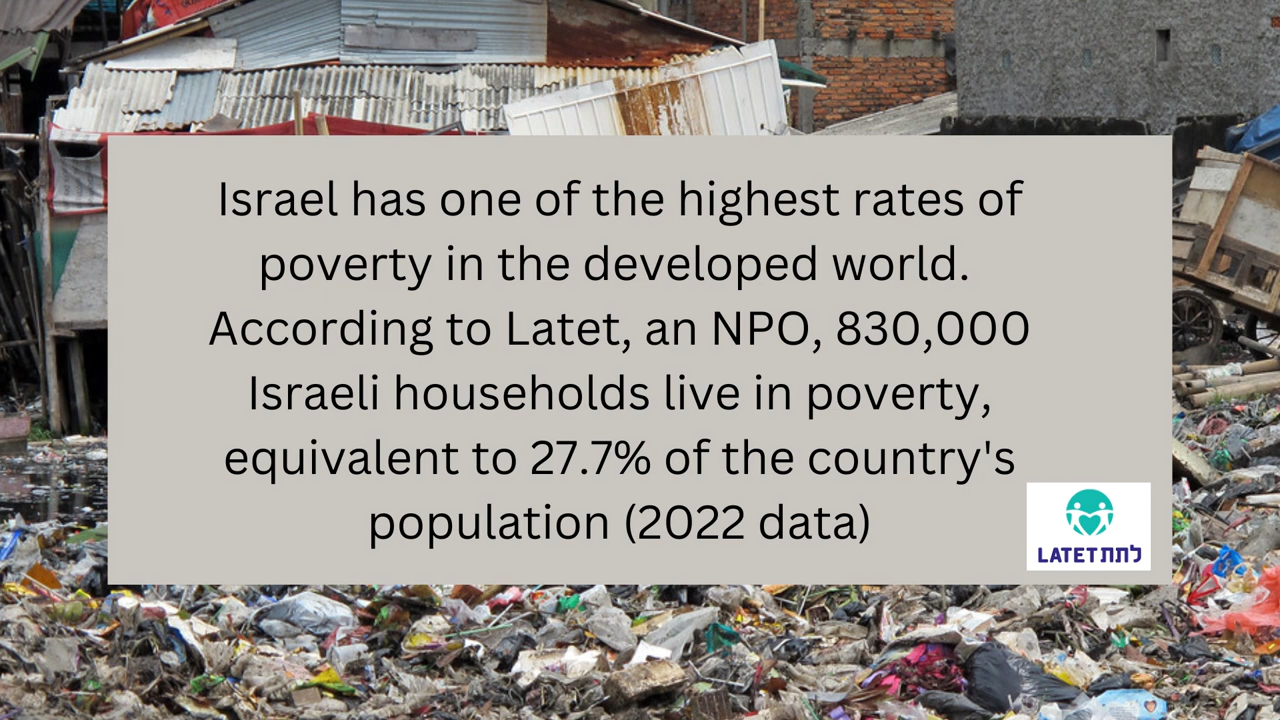 Israel has one of the highest rates of
poverty in the developed world.
According to Latet, an NPO, 830,000
Israeli households live in poverty,
equivalent to 27.7% of the country's
population (2022 data)
LATET לתת